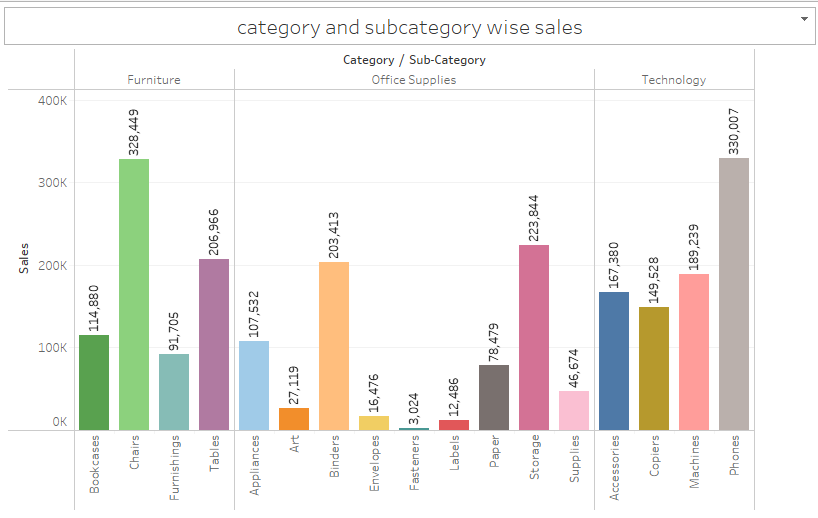 category and subcategory wise sales
Category / Sub-Category
Furniture
Office Supplies
Technology
400K
300K
200K
100K
0K
Sales
114,880
328,449
91,705
206,966
107,532
27,119
203,413
16,476
3,024
12,486
78,479
223,844
46,674
167,380
149,528
189,239
330,007
Bookcases
Chairs
Furnishings
Tables
Appliances
Art
Binders
Envelopes
Fasteners
Labels
Paper
Storage
Supplies
Accessories
Copiers
Machines
Phones